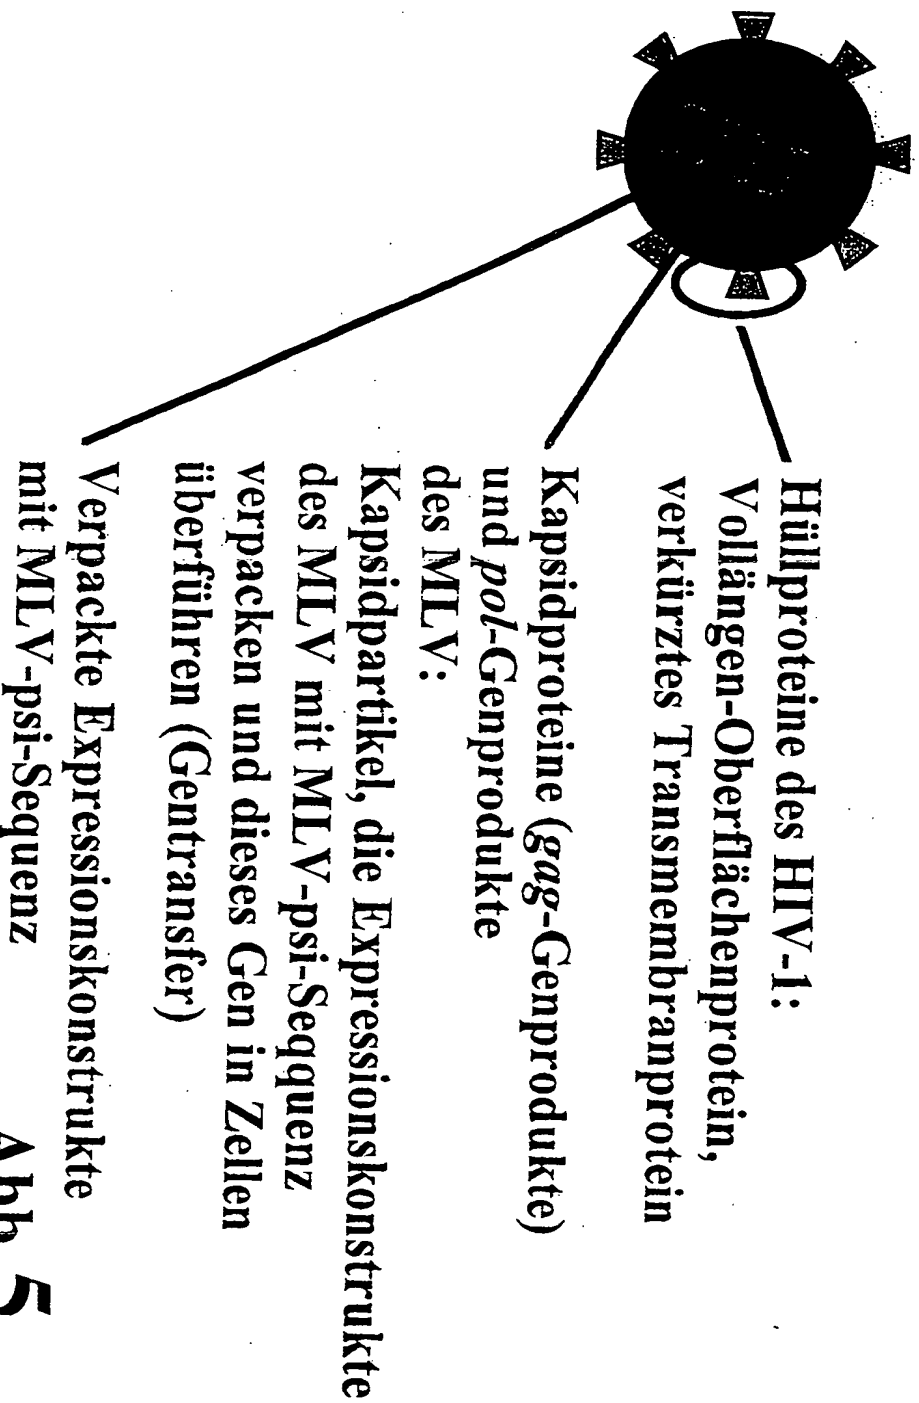 Hüllproteine des HIV-1:
Vollängen-Oberflächenprotein,
verkürztes Transmembranprotein
Kapsidproteine (gag-Genprodukte)
und pol-Genprodukte
des MLV:
Kapsidpartikel, die Expressionskonstrukte
des MLV mit MLV-psi-Seqquenz
verpacken und dieses Gen in Zellen
überführen (Gentransfer)
Verpackte Expressionskonstrukte
mit MLV-psi-Sequenz
Abb 5